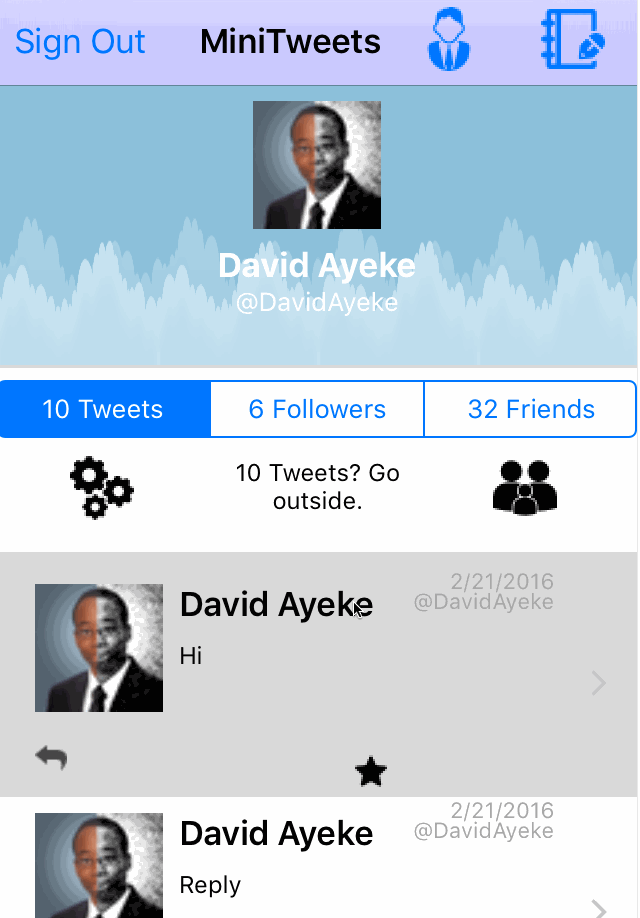 Sign Out MiniTweets
David Ayeke
@DavidAyeke
10 Tweets 6 Followers 32 Friends
10 Tweets? Go
outside.
2/21/2016
David Ayeke @DavidAyeke
Hi
2/21/2016
David Ayeke @DavidAyeke
Reply